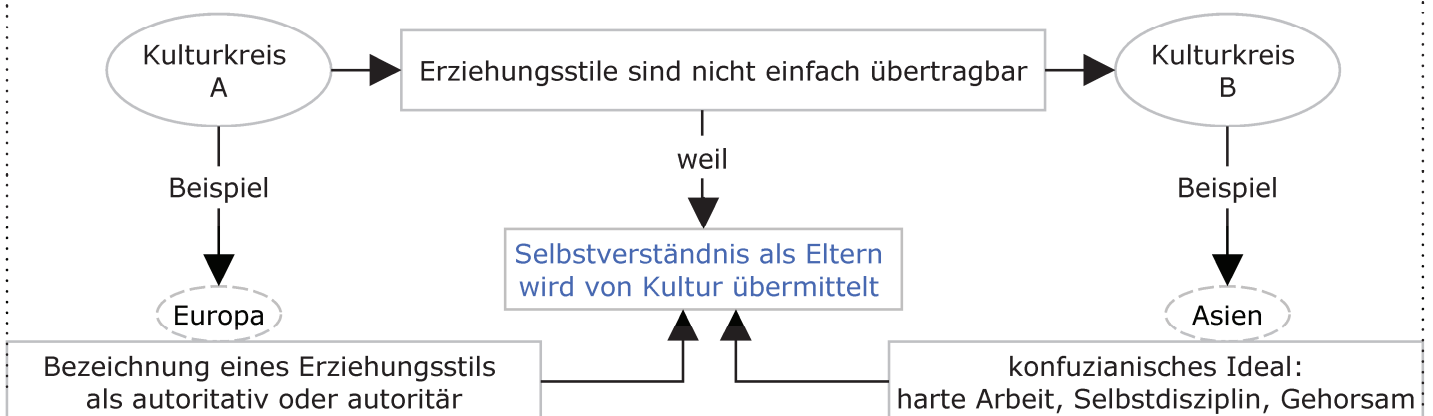 Kulturkreis
A
Erziehungsstile sind nicht einfach übertragbar
Kulturkreis
B
weil
Beispiel
Beispiel
Selbstverständnis als Eltern
wird von Kultur übermittelt
Europa
Asien
Bezeichnung eines Erziehungsstils
als autoritativ oder autoritär
konfuzianisches Ideal:
harte Arbeit, Selbstdisziplin, Gehorsam